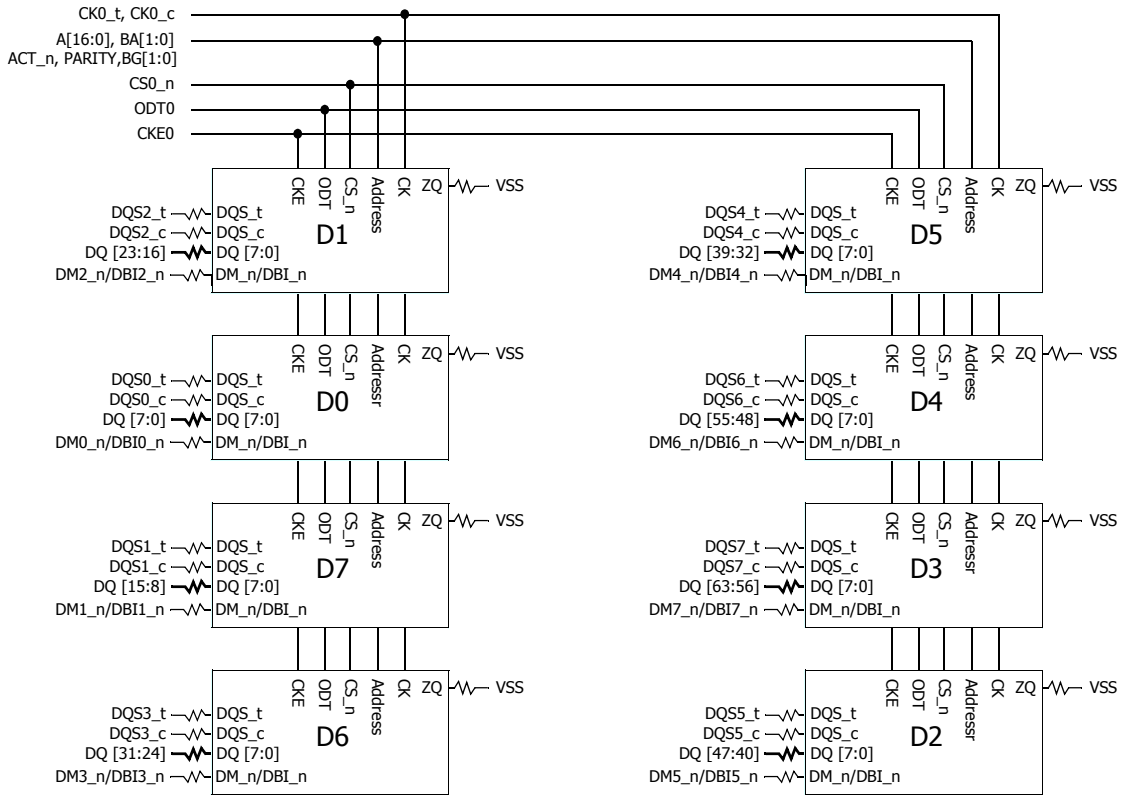 CK0_t, CK0_c
A[16:0], BA[1:0]
ACT_n, PARITY,BG[1:0]
CS0_n
ODT0
CKE0
CKE ODT CS_n Address CK ZQ VSS
DQS2_t DQS_t
DQS2_c DQS_c
D1
DQ [23:16] DQ [7:0]
DM2_n/DBI2_n DM_n/DBI_n
CKE ODT CS_n Address CK ZQ VSS
DQS4_t DQS_t
DQS4_c DQS_c
D5
DQ [39:32] DQ [7:0]
DM4_n/DBI4_n DM_n/DBI_n
CKE ODT CS_n Addressr CK ZQ VSS
DQS0_t DQS_t
DQS0_c DQS_c
D0
DQ [7:0] DQ [7:0]
DM0_n/DBI0_n DM_n/DBI_n
CKE ODT CS_n Address CK ZQ VSS
DQS6_t DQS_t
DQS6_c DQS_c
D4
DQ [55:48] DQ [7:0]
DM6_n/DBI6_n DM_n/DBI_n
CKE ODT CS_n Address CK ZQ VSS
DQS1_t DQS_t
DQS1_c DQS_c
D7
DQ [15:8] DQ [7:0]
DM1_n/DBI1_n DM_n/DBI_n
CKE ODT CS_n Addressr CK ZQ VSS
DQS7_t DQS_t
DQS7_c DQS_c
D3
DQ [63:56] DQ [7:0]
DM7_n/DBI7_n DM_n/DBI_n
CKE ODT CS_n Address CK ZQ VSS
DQS3_t DQS_t
DQS3_c DQS_c
D6
DQ [31:24] DQ [7:0]
DM3_n/DBI3_n DM_n/DBI_n
CKE ODT CS_n Addressr CK ZQ VSS
DQS5_t DQS_t
DQS5_c DQS_c
D2
DQ [47:40] DQ [7:0]
DM5_n/DBI5_n DM_n/DBI_n